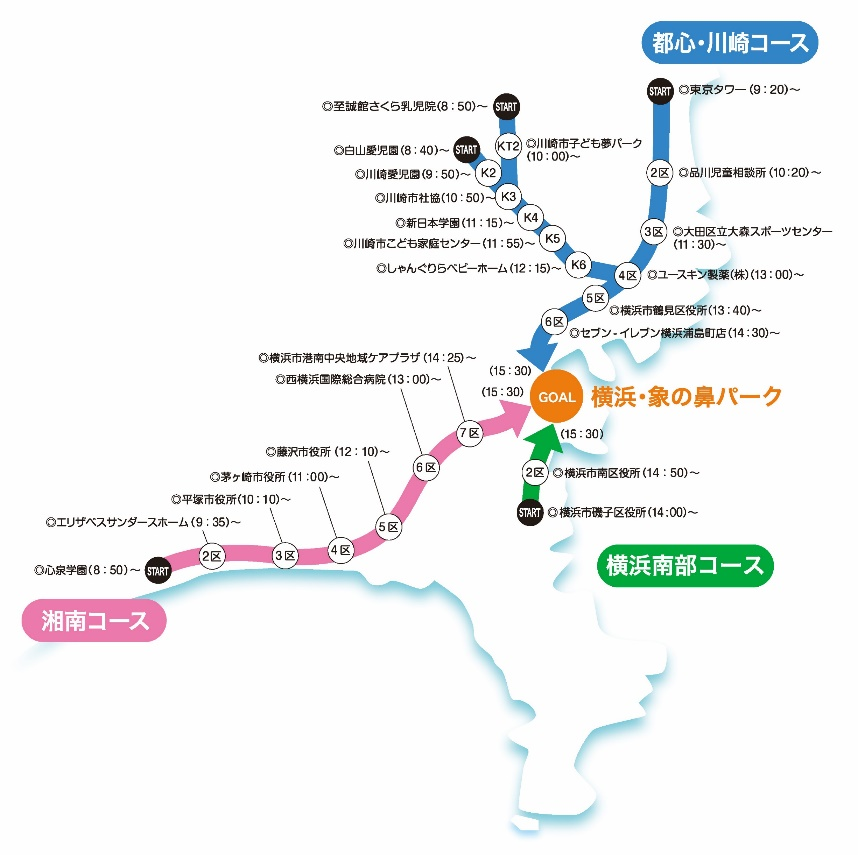 都心・川崎コース
START
◎東京タワー(9:20)～
2区
◎品川児童相談所(10:20)～
3区
◎大田区立大森スポーツセンター
(11:30)～
◎至誠館さくら乳児院(8:50)～
START
KT2
◎川崎市子ども夢パーク
(10:00)～
◎白山愛児園(8:40)～
START
◎川崎愛児園(9:50)～
K2
◎川崎市社協(10:50)～
K3
◎新日本学園(11:15)～
K4
◎川崎市こども家庭センター(11:55)～
K5
◎しゃんぐりらベビーホーム(12:15)～
K6
4区
◎ユースキン製薬(株)(13:00)～
5区
◎横浜市鶴見区役所(13:40)～
6区
◎セブン-イレブン横浜浦島町店(14:30)～
(15:30)
(15:30)
GOAL
横浜・象の鼻パーク
(15:30)
◎横浜市港南中央地域ケアプラザ(14:25)～
◎西横浜国際総合病院(13:00)～
7区
6区
◎藤沢市役所(12:10)～
◎茅ヶ崎市役所(11:00)～
◎平塚市役所(10:10)～
◎エリザベスサンダースホーム(9:35)～
5区
4区
3区
2区
◎心泉学園(8:50)～
START
湘南コース
2区
◎横浜市南区役所(14:50)～
START
◎横浜市磯子区役所(14:00)～
横浜南部コース